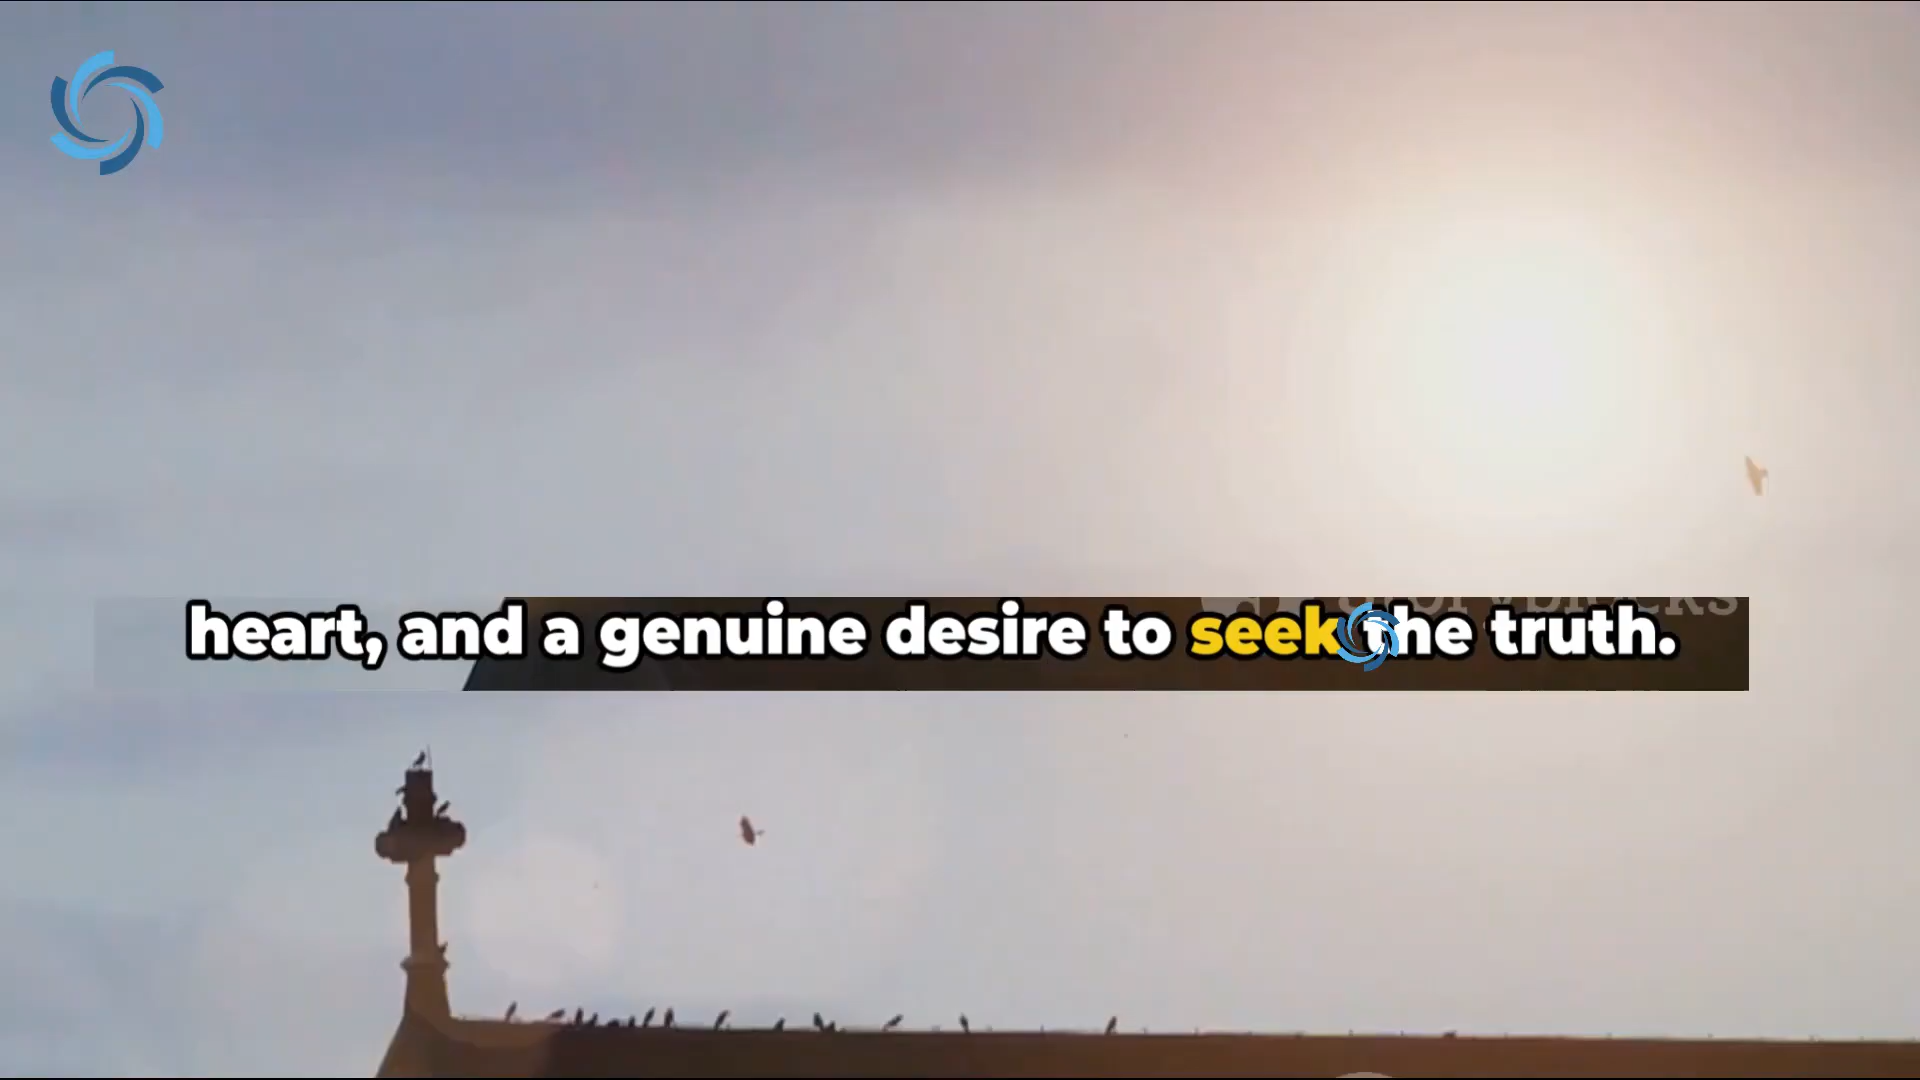 heart, and a genuine desire to seek the truth.